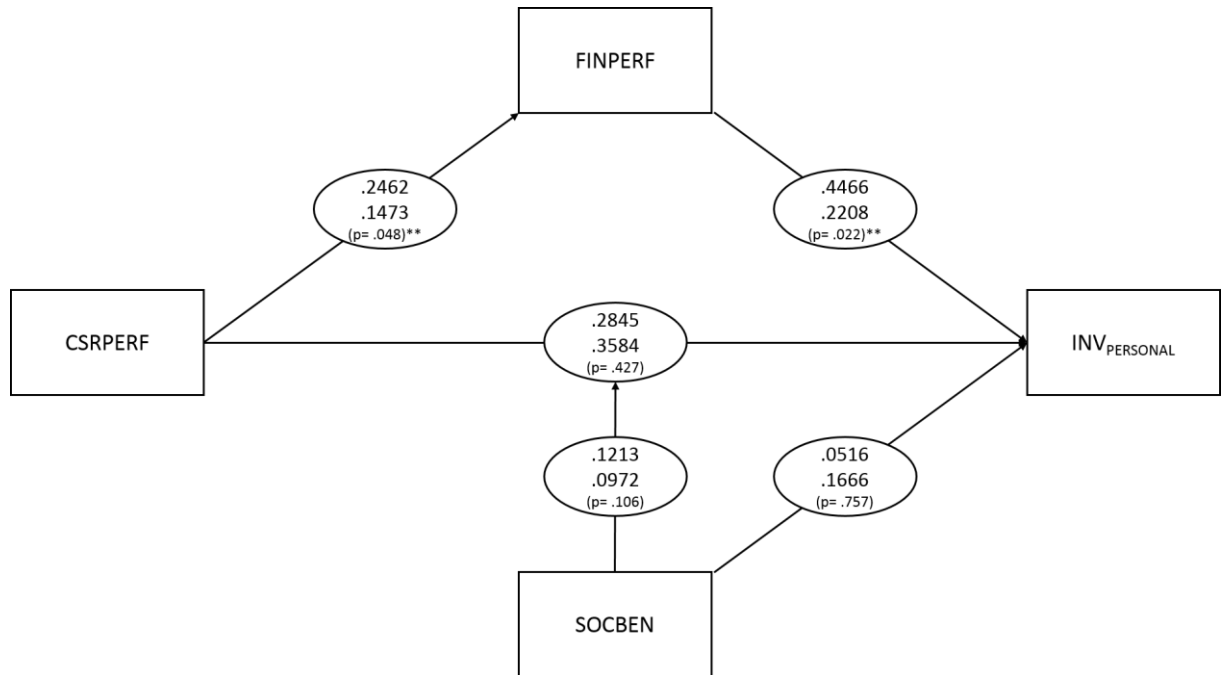 FINPERF
.2462
.1473
(p= .048)**
.4466
.2208
(p= .022)**
CSRPERF
.2845
.3584
(p= .427)
INVPERSONAL
.1213
.0972
(p= .106)
.0516
.1666
(p= .757)
SOCBEN